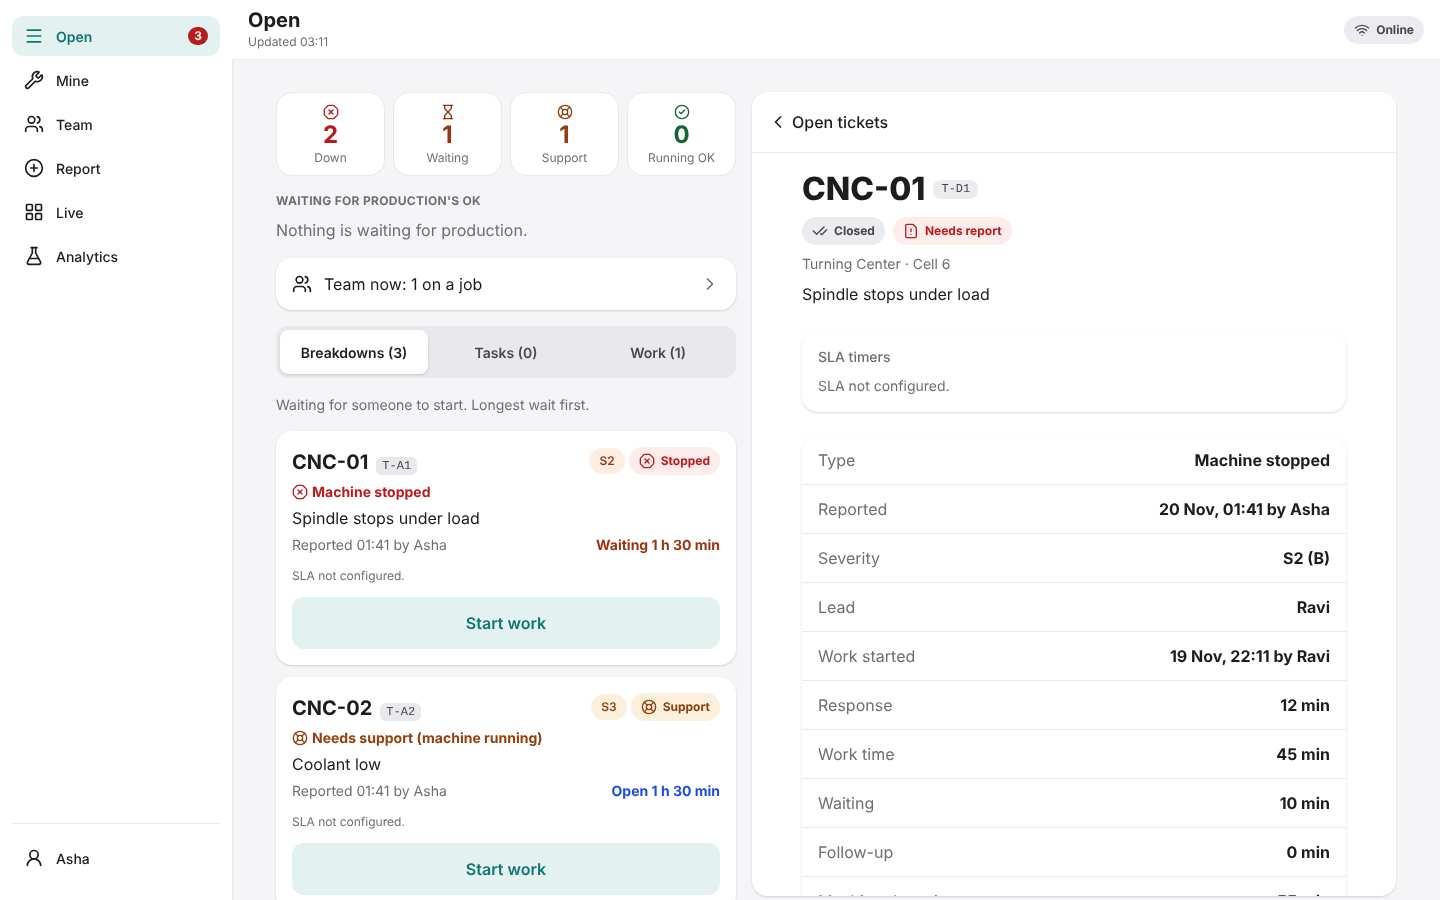 Open
3
Mine
Team
Report
Live
Analytics
Asha
Open
Updated 03:11
Online
2
Down
1
Waiting
1
Support
0
Running OK
WAITING FOR PRODUCTION'S OK
Nothing is waiting for production.
Team now: 1 on a job
Breakdowns (3)
Tasks (0)
Work (1)
Waiting for someone to start. Longest wait first.
CNC-01 T-A1 S2 Stopped
Machine stopped
Spindle stops under load
Reported 01:41 by Asha Waiting 1 h 30 min
SLA not configured.
Start work
CNC-02 T-A2 S3 Support
Needs support (machine running)
Coolant low
Reported 01:41 by Asha Open 1 h 30 min
SLA not configured.
Start work
Open tickets
CNC-01 T-D1
Closed Needs report
Turning Center · Cell 6
Spindle stops under load
SLA timers
SLA not configured.
Type Machine stopped
Reported 20 Nov, 01:41 by Asha
Severity S2 (B)
Lead Ravi
Work started 19 Nov, 22:11 by Ravi
Response 12 min
Work time 45 min
Waiting 10 min
Follow-up 0 min